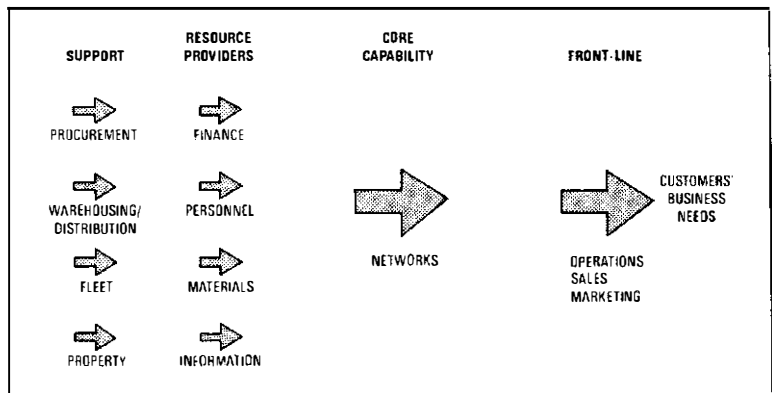 SUPPORT
RESOURCE
PROVIDERS
CORE
CAPABILITY
FRONT-LINE
PROCUREMENT
FINANCE
WAREHOUSING/
DISTRIBUTION
PERSONNEL
FLEET
MATERIALS
PROPERTY
INFORMATION
NETWORKS
OPERATIONS
SALES
MARKETING
CUSTOMERS'
BUSINESS
NEEDS